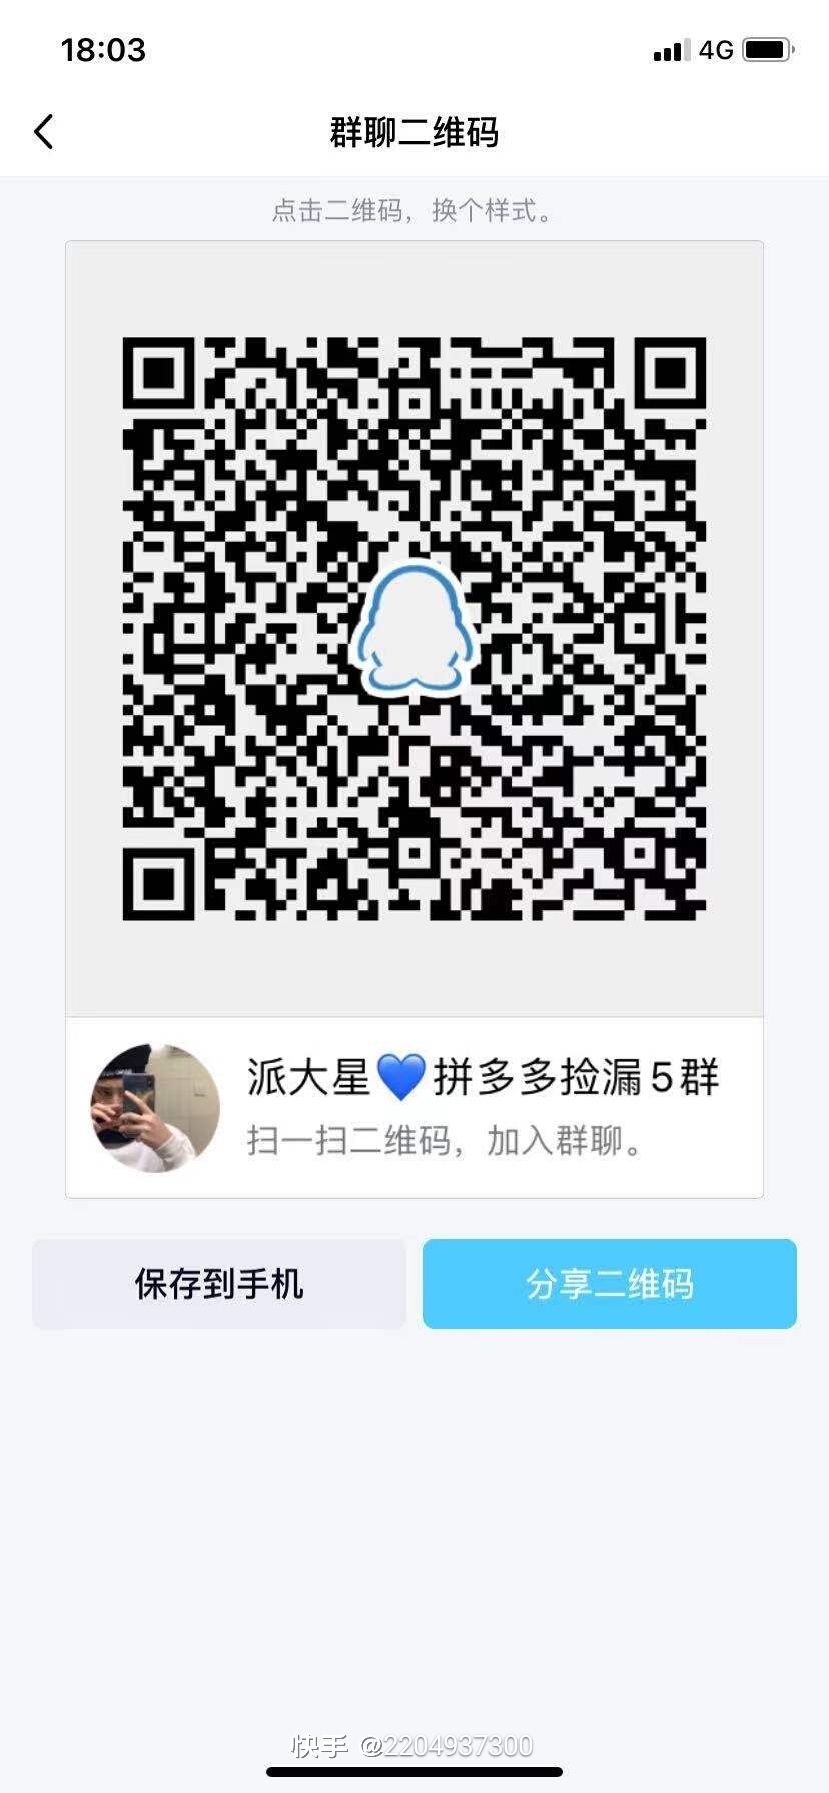 18:03
4G
群聊二维码
点击二维码，换个样式。
派大星💙拼多多捡漏5群
扫一扫二维码，加入群聊。
保存到手机
分享二维码
快手 @2204937300